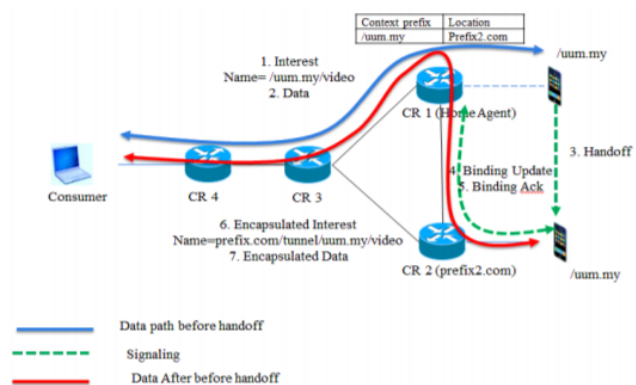 Context prefix Location
/uum.my Prefix2.com
/uum.my
1. Interest
Name= /uum.my/video
2. Data
CR 1 (Home Agent)
3. Handoff
4. Binding Update
5. Binding Ack
Consumer
CR 4
CR 3
6. Encapsulated Interest
Name=prefix.com/tunnel/uum.my/video
7. Encapsulated Data
CR 2 (prefix2.com)
/uum.my
Data path before handoff
Signaling
Data After before handoff